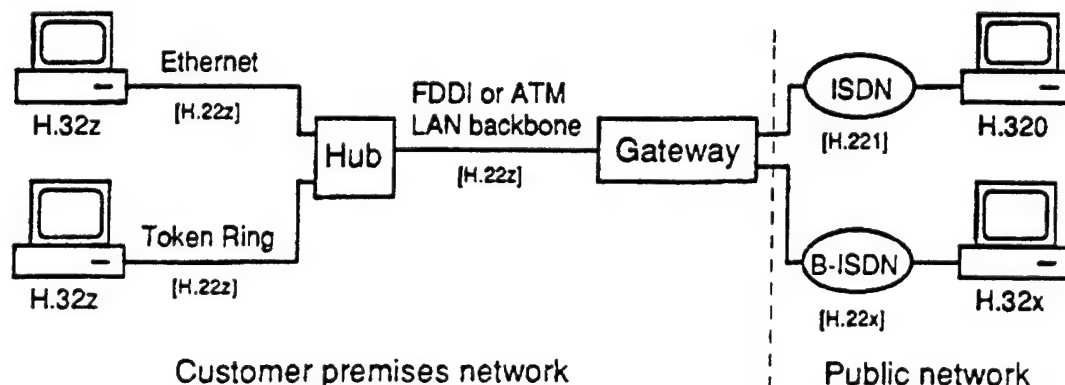 Ethernet
[H.22z]
H.32z
Token Ring
[H.22z]
H.32z
Hub
FDDI or ATM
LAN backbone
[H.22z]
Gateway
ISDN
[H.221]
H.320
B-ISDN
[H.22x]
H.32x
Customer premises network
Public network